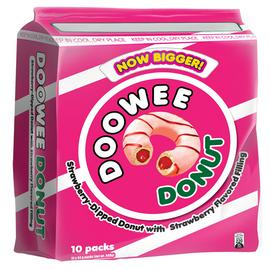 KEEP IN COOL, DRY PLACE
NOW BIGGER!
DOOWEE
DONUT
Strawberry-Dipped Donut with Strawberry Flavored Filling
10 packs
DOOWEE DONUT